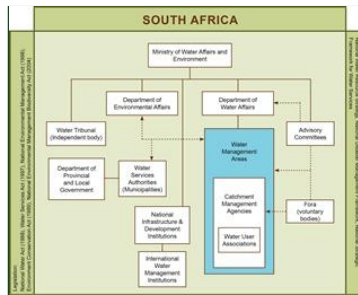 SOUTH AFRICA
Ministry of Water Affairs and
Environment
Department of
Environmental Affairs
Department of
Water Affairs
Water Tribunal
(Independent body)
Water
Management
Areas
Advisory
Committees
Department of
Provincial and
Local Government
Water
Services
Authorities
(Municipalities)
Catchment
Management
Agencies
National
Infrastructure &
Development
Institutions
Fora
(voluntary
bodies)
Water User
Associations
International
Water
Management
Institutions
Legislation:
National Water Act (1998), Water Services Act (1997), National Environmental Management Act (1998),
Environment Conservation Act (1989), National Environmental Management Biodiversity Act (2004)
Framework for Water Services